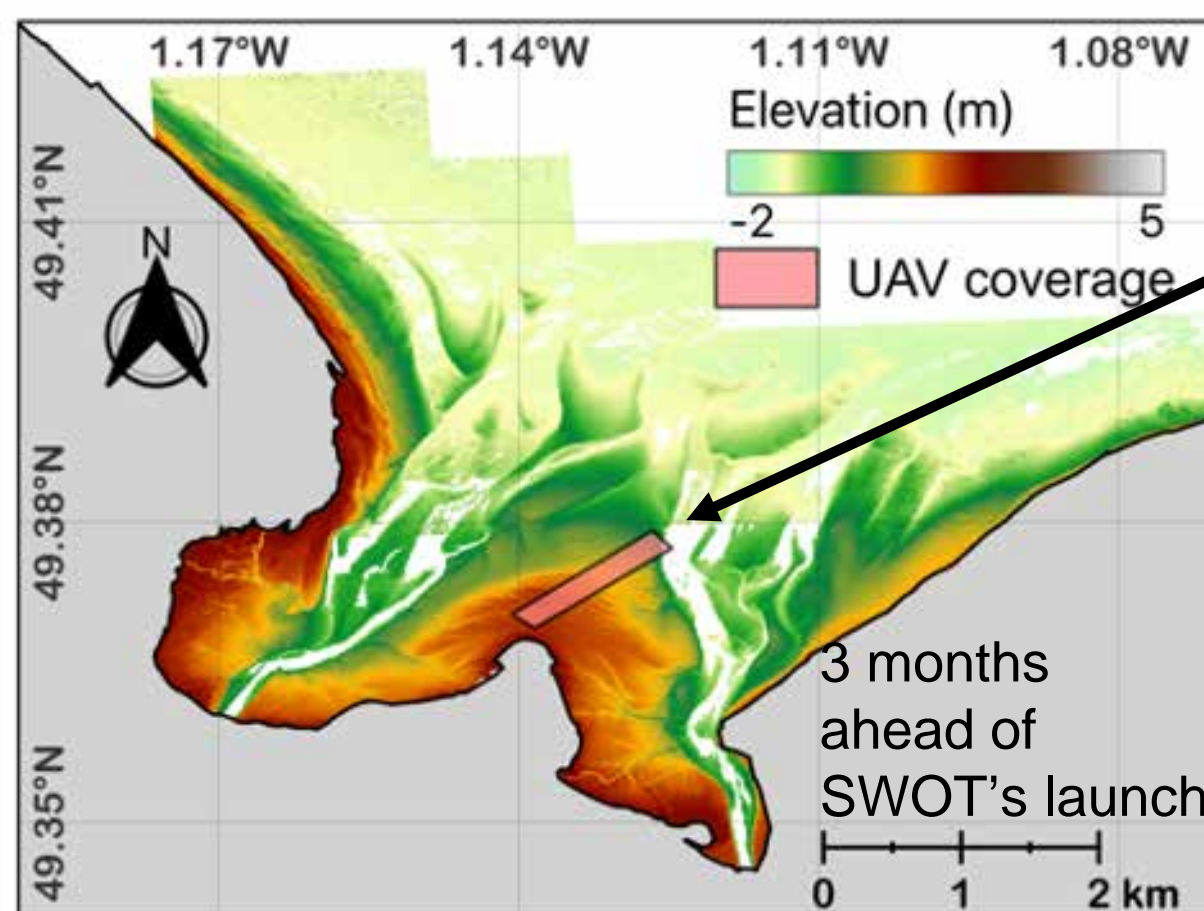 1.17°W 1.14°W 1.11°W 1.08°W
Elevation (m)
-2 5
UAV coverage
N
49.41°N
49.38°N
49.35°N
3 months
ahead of
SWOT's launch
0 1 2 km